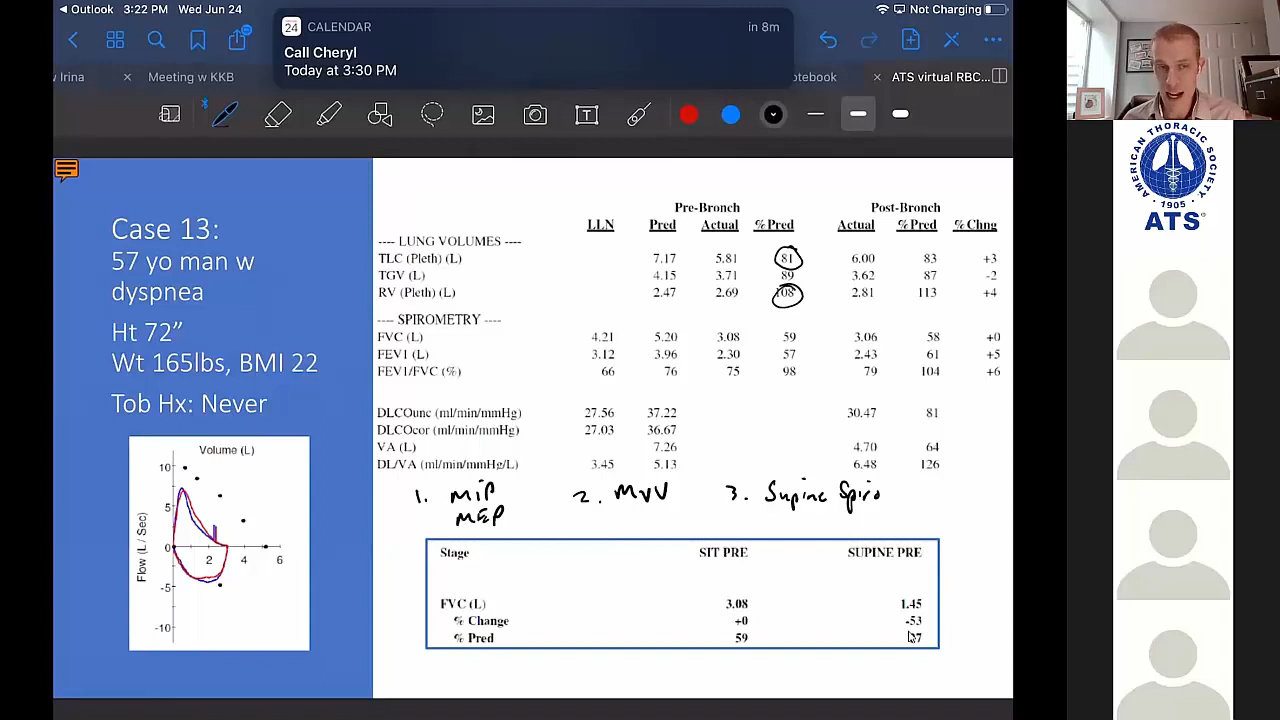 Outlook 3:22 PM Wed Jun 24
Not Charging
24 CALENDAR in 8m
Call Cheryl
Today at 3:30 PM
w Irina × Meeting w KKB otebook × ATS virtual RBC...
T
Case 13:
57 yo man w
dyspnea
Ht 72”
Wt 165lbs, BMI 22
Tob Hx: Never
Volume (L)
Flow (L / Sec)
10
5
0
-5
-10
2 4 6
Pre-Bronch Post-Bronch
LLN Pred Actual %Pred Actual %Pred %Chng
---- LUNG VOLUMES ----
TLC (Pleth) (L) 7.17 5.81 81 6.00 83 +3
TGV (L) 4.15 3.71 89 3.62 87 -2
RV (Pleth) (L) 2.47 2.69 108 2.81 113 +4
---- SPIROMETRY ----
FVC (L) 4.21 5.20 3.08 59 3.06 58 +0
FEV1 (L) 3.12 3.96 2.30 57 2.43 61 +5
FEV1/FVC (%) 66 76 75 98 79 104 +6
DLCOunc (ml/min/mmHg) 27.56 37.22 30.47 81
DLCOcor (ml/min/mmHg) 27.03 36.67
VA (L) 7.26 4.70 64
DL/VA (ml/min/mmHg/L) 3.45 5.13 6.48 126
1. MIP 2. MVV 3. Supine Spiro
MEP
Stage SIT PRE SUPINE PRE
FVC (L) 3.08 1.45
% Change +0 -53
% Pred 59
AMERICAN THORACIC SOCIETY
1905
ATS